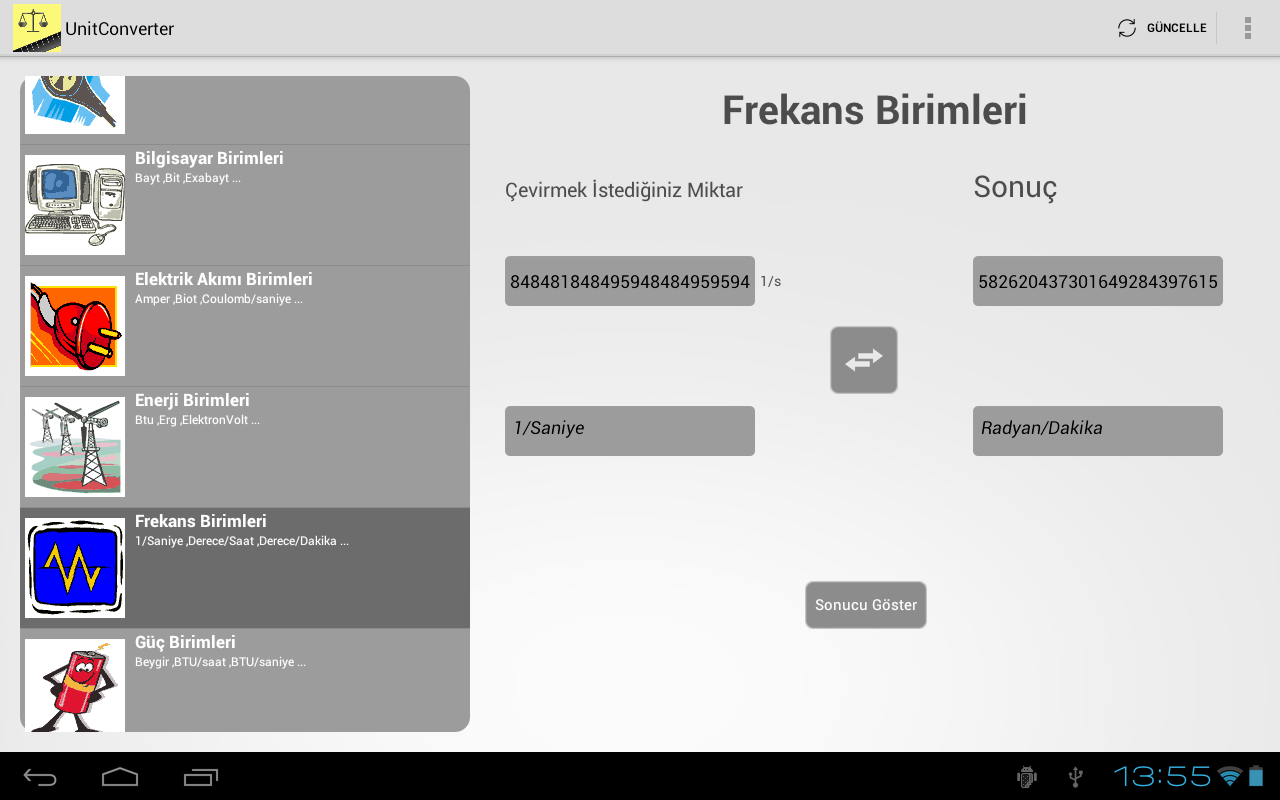 UnitConverter
GÜNCELLE
Bilgisayar Birimleri
Bayt ,Bit ,Exabayt ...
Elektrik Akımı Birimleri
Amper ,Biot ,Coulomb/saniye ...
Enerji Birimleri
Btu ,Erg ,ElektronVolt ...
Frekans Birimleri
1/Saniye ,Derece/Saat ,Derece/Dakika ...
Güç Birimleri
Beygir ,BTU/saat ,BTU/saniye ...
Frekans Birimleri
Çevirmek İstediğiniz Miktar
Sonuç
848481848495948484959594
1/s
582620437301649284397615
1/Saniye
Radyan/Dakika
Sonucu Göster
13:55